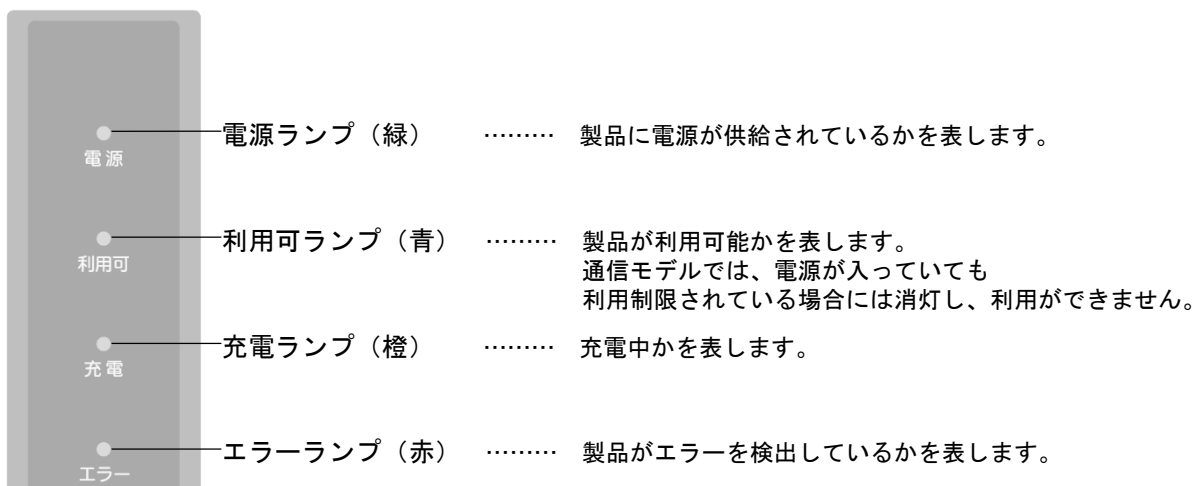 電源ランプ（緑） ……… 製品に電源が供給されているかを表します。
電源
利用可ランプ（青） ……… 製品が利用可能かを表します。
利用可
通信モデルでは、電源が入っていても
利用制限されている場合には消灯し、利用ができません。
充電ランプ（橙） ……… 充電中かを表します。
充電
エラーランプ（赤） ……… 製品がエラーを検出しているかを表します。
エラー